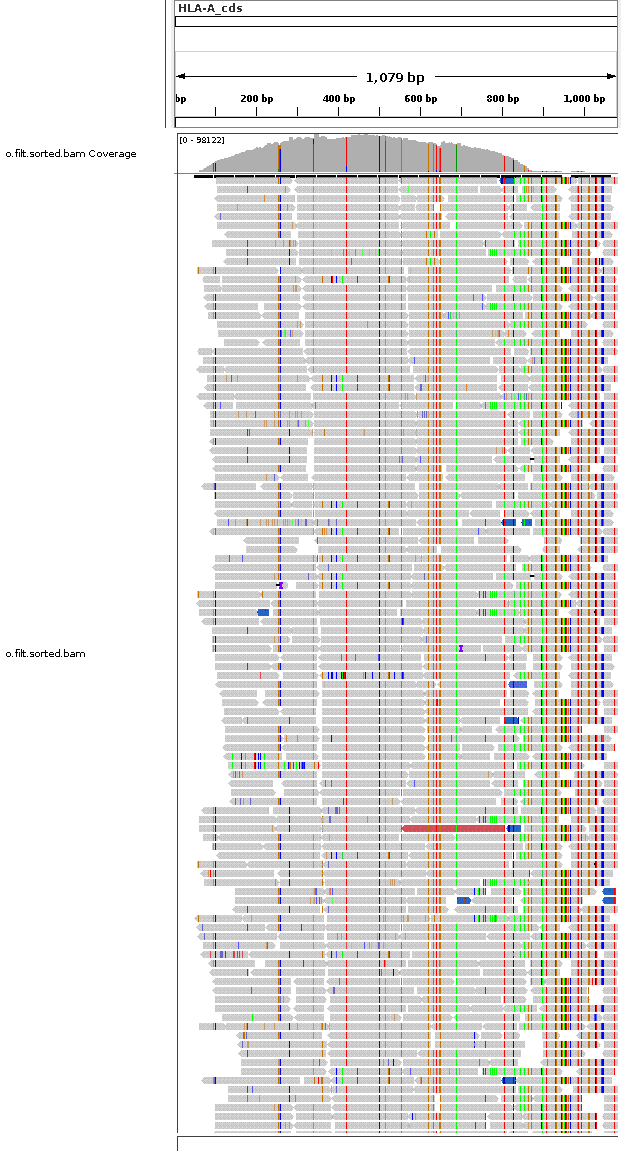 HLA-A_cds
1,079 bp
bp 200 bp 400 bp 600 bp 800 bp 1,000 bp
[0 - 98122]
o.filt.sorted.bam Coverage
o.filt.sorted.bam